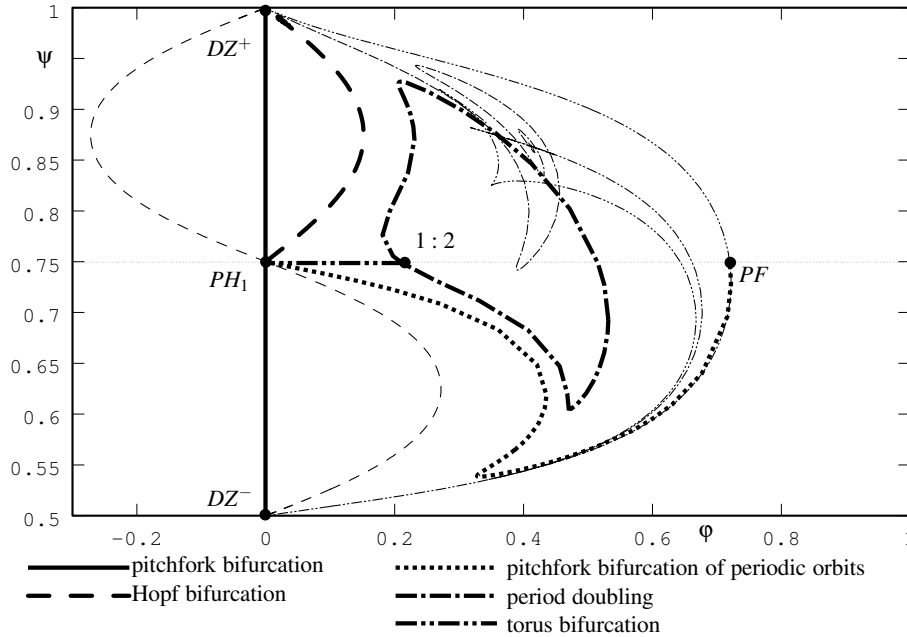 1
ψ
DZ⁺
0.9
0.85
0.8
1 : 2
0.75
PH₁
PF
0.7
0.65
0.6
0.55
DZ⁻
0.5
−0.2 0 0.2 0.4 0.6 φ 0.8 1
pitchfork bifurcation
Hopf bifurcation
pitchfork bifurcation of periodic orbits
period doubling
torus bifurcation